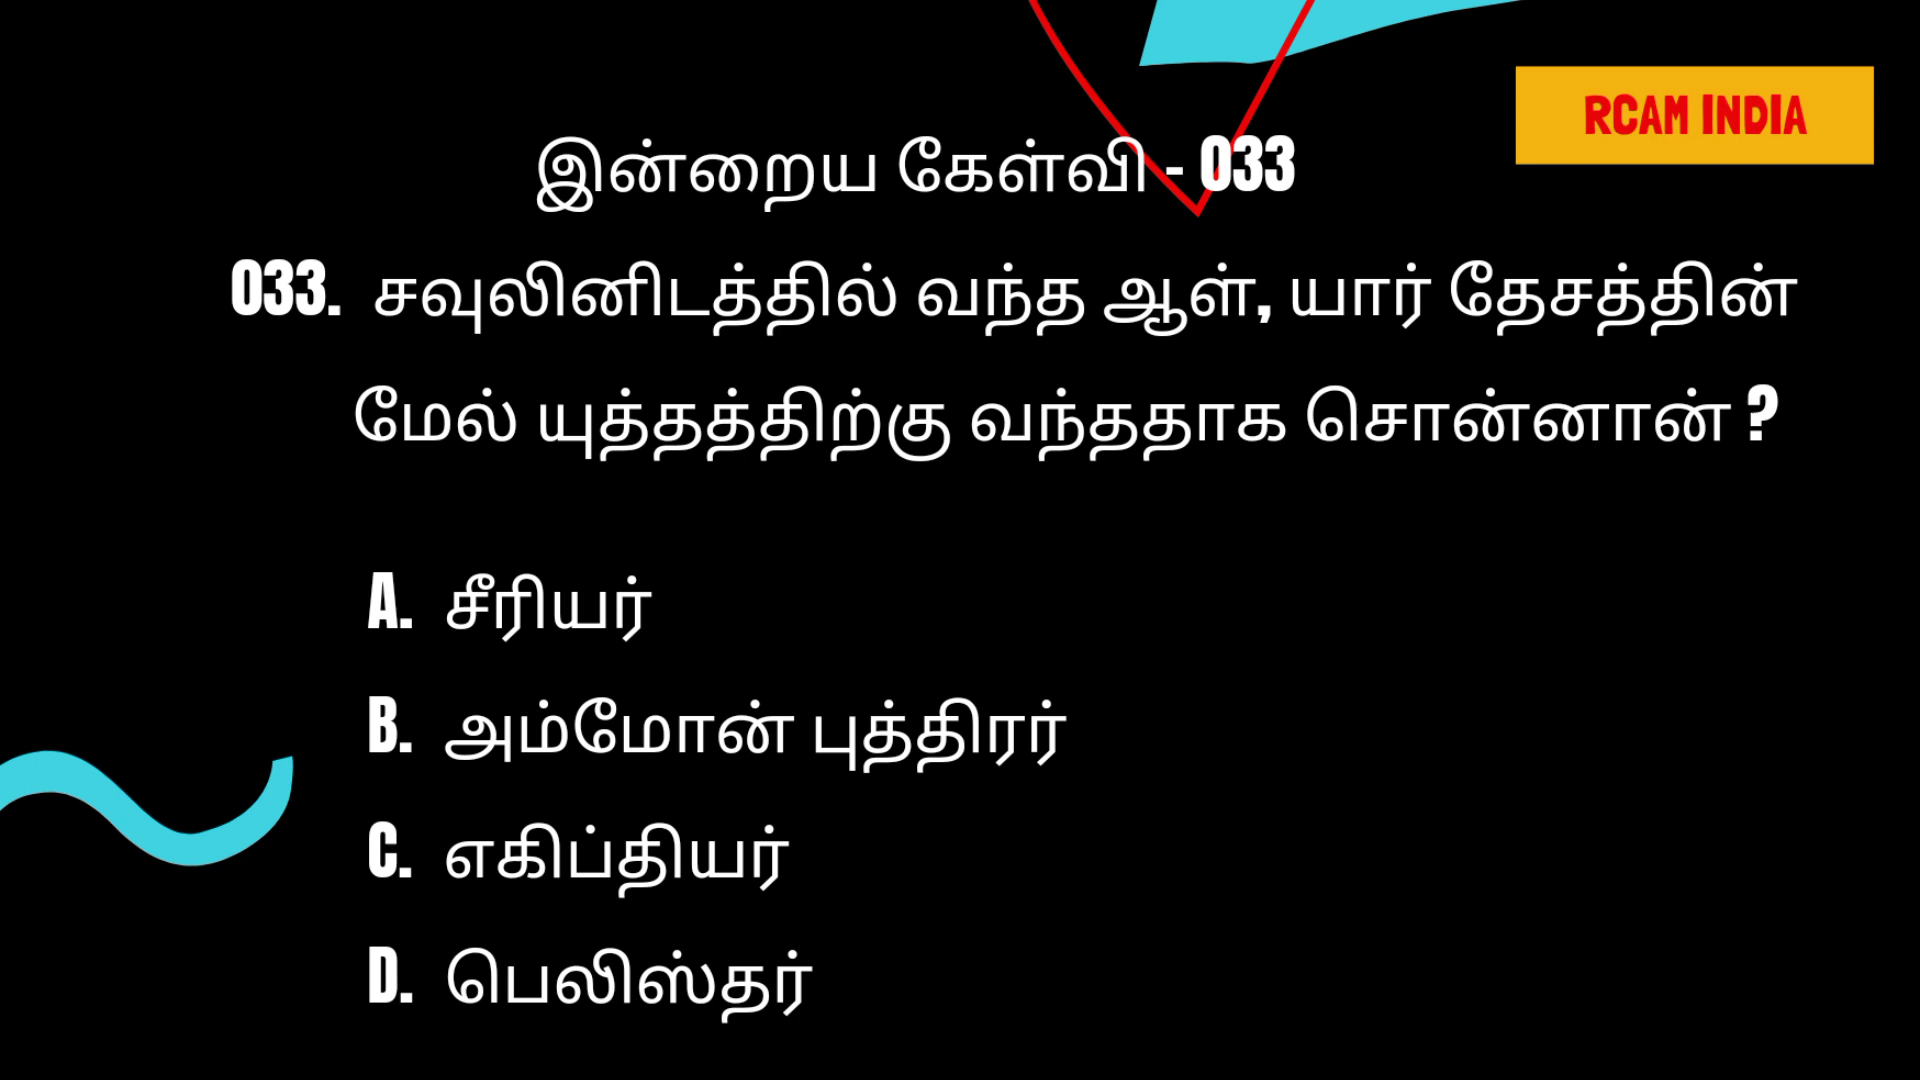 RCAM INDIA
இன்றைய கேள்வி - 033
033. சவுலினிடத்தில் வந்த ஆள், யார் தேசத்தின்
மேல் யுத்தத்திற்கு வந்ததாக சொன்னான் ?
A. சீரியர்
B. அம்மோன் புத்திரர்
C. எகிப்தியர்
D. பெலிஸ்தர்